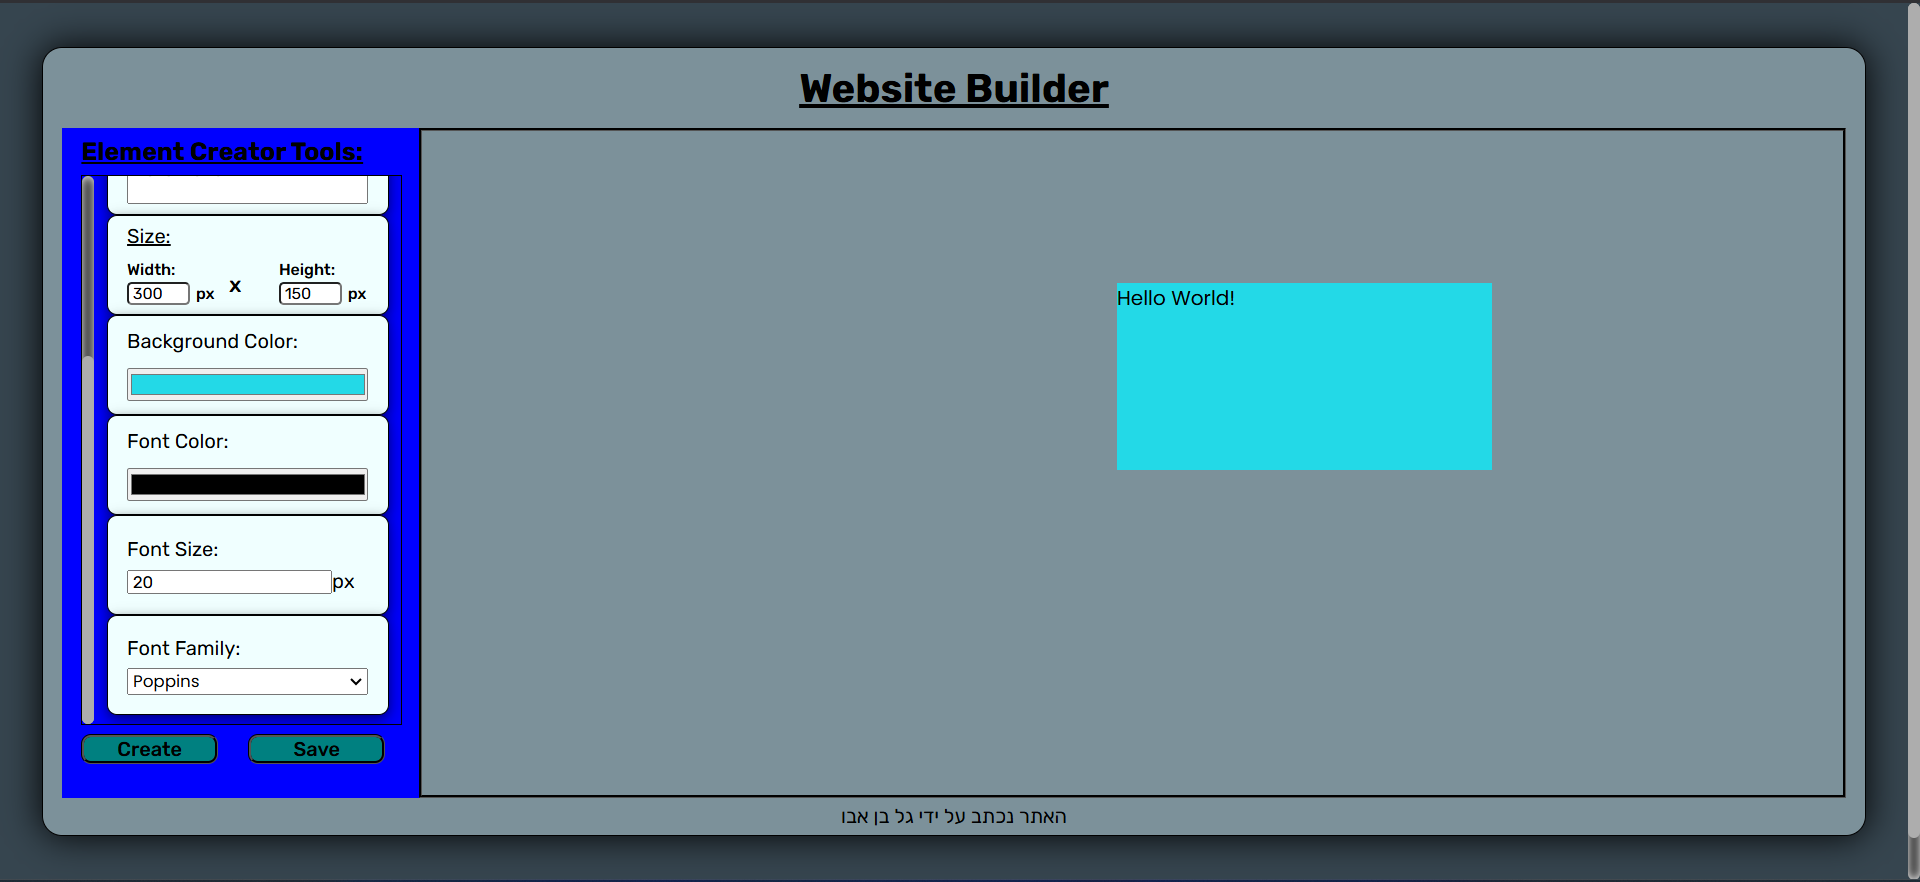 Website Builder
Element Creator Tools:
Size:
Width: Height:
300 px x 150 px
Background Color:
Font Color:
Font Size:
20 px
Font Family:
Poppins
Create Save
Hello World!
האתר נכתב על ידי גל בן אבו